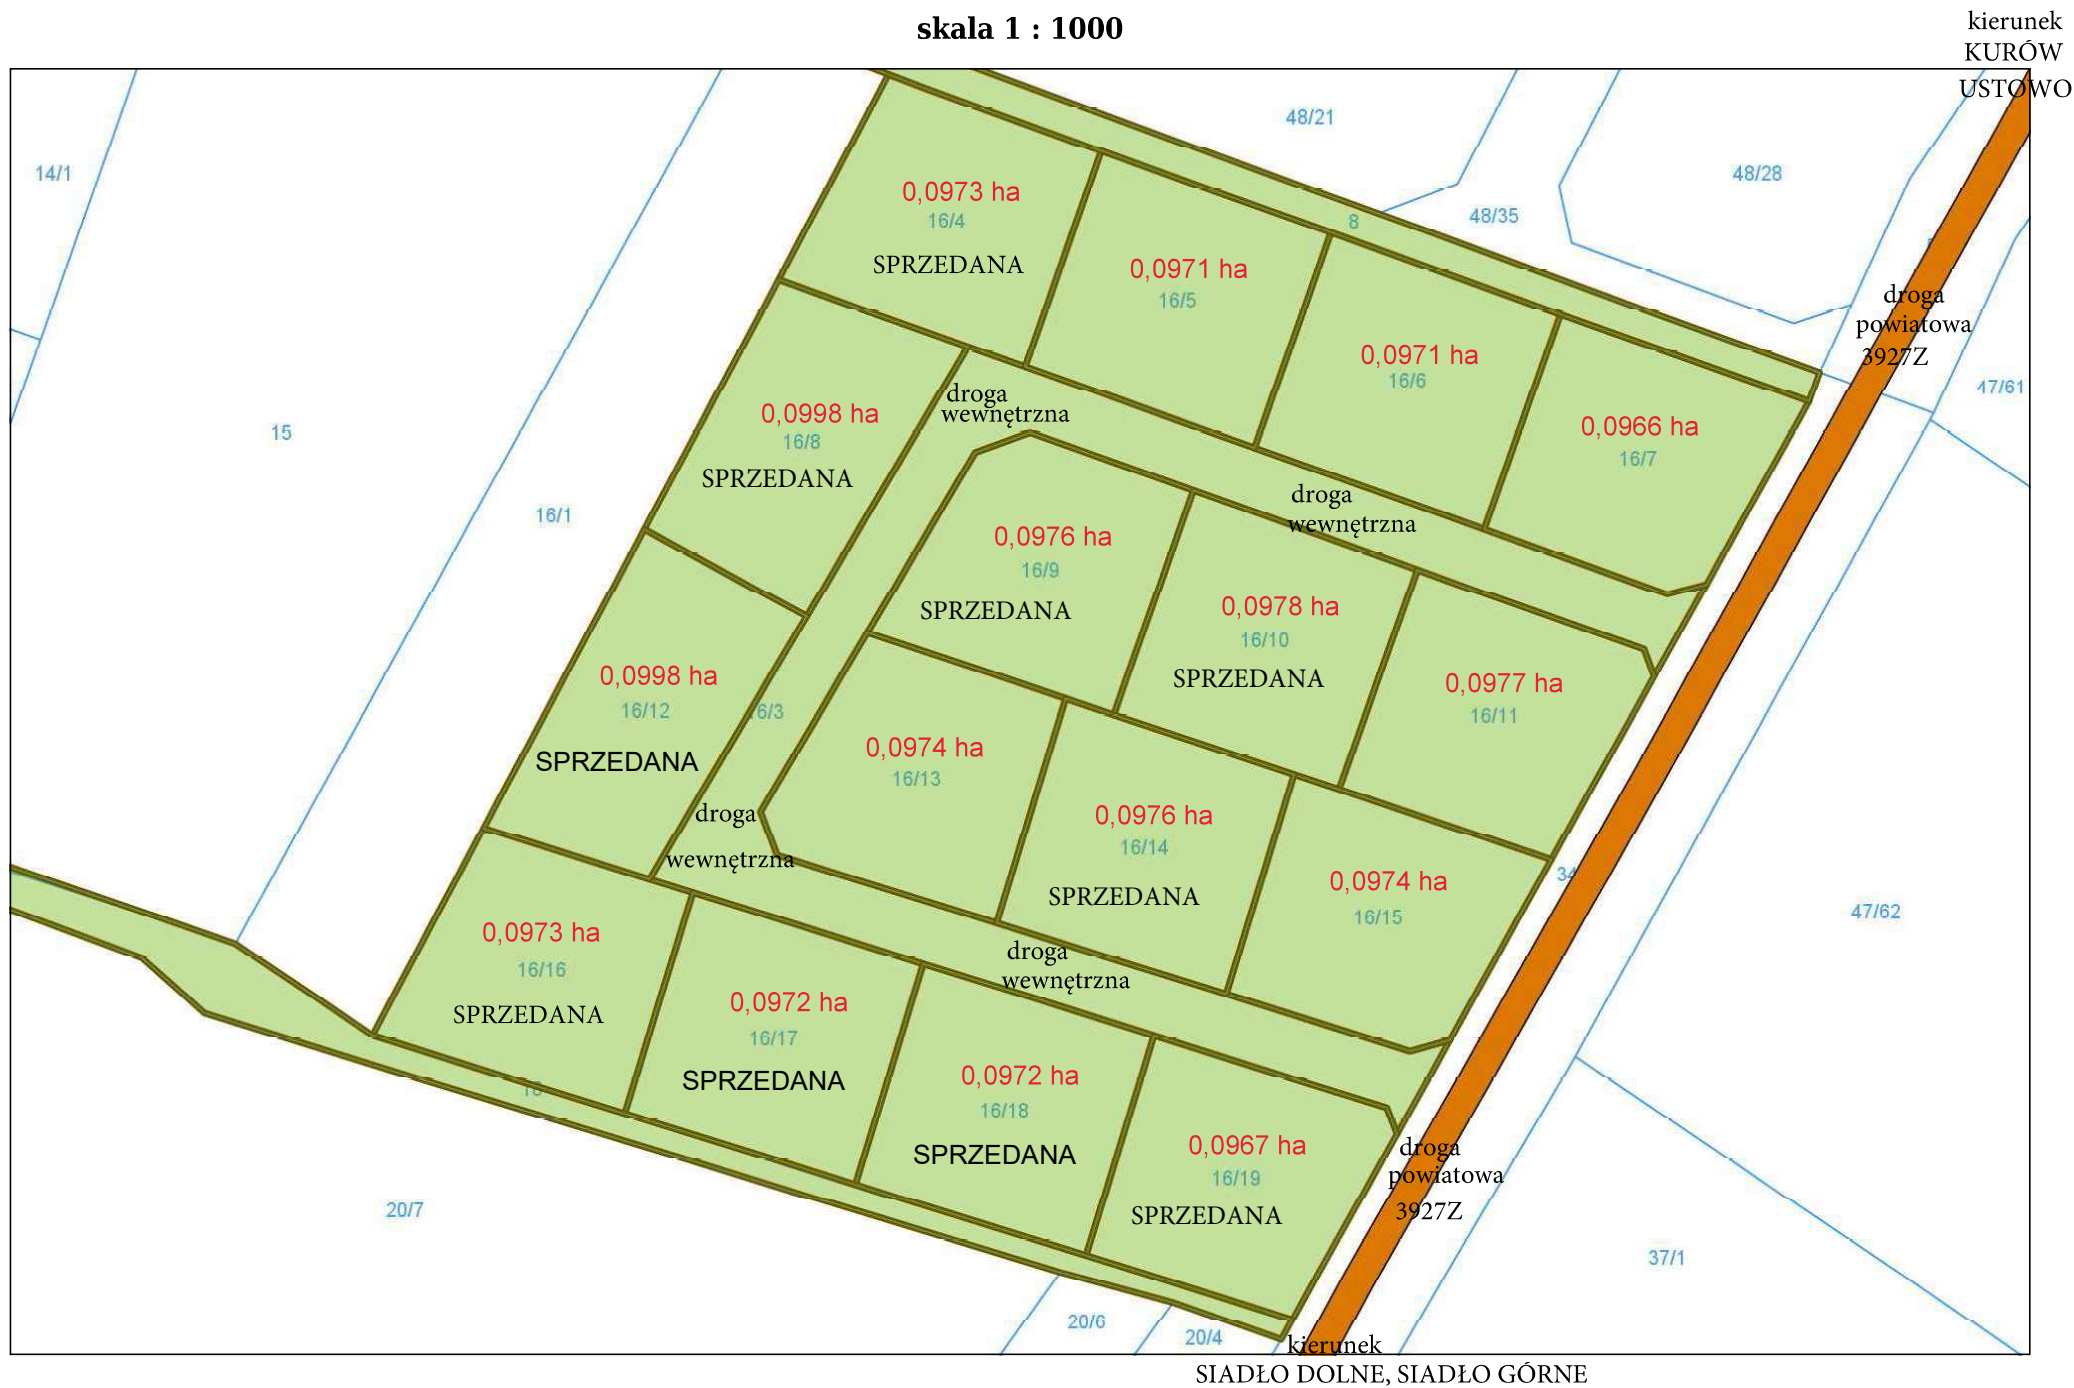 skala 1 : 1000
kierunek
KURÓW
USTOWO
48/21
14/1
48/28
0,0973 ha
16/4
SPRZEDANA
8
48/35
0,0971 ha
16/5
droga
powiatowa
3927Z
0,0971 ha
16/6
47/61
0,0998 ha
16/8
SPRZEDANA
droga
wewnętrzna
0,0966 ha
16/7
15
16/1
droga
wewnętrzna
0,0976 ha
16/9
SPRZEDANA
0,0978 ha
16/10
SPRZEDANA
0,0977 ha
16/11
0,0998 ha
16/12
SPRZEDANA
6/3
0,0974 ha
16/13
droga
wewnętrzna
0,0976 ha
16/14
SPRZEDANA
0,0974 ha
16/15
34
47/62
0,0973 ha
16/16
SPRZEDANA
droga
wewnętrzna
0,0972 ha
16/17
SPRZEDANA
0,0972 ha
16/18
SPRZEDANA
0,0967 ha
16/19
SPRZEDANA
droga
powiatowa
3927Z
20/7
37/1
20/6
20/4
kierunek
SIADŁO DOLNE, SIADŁO GÓRNE